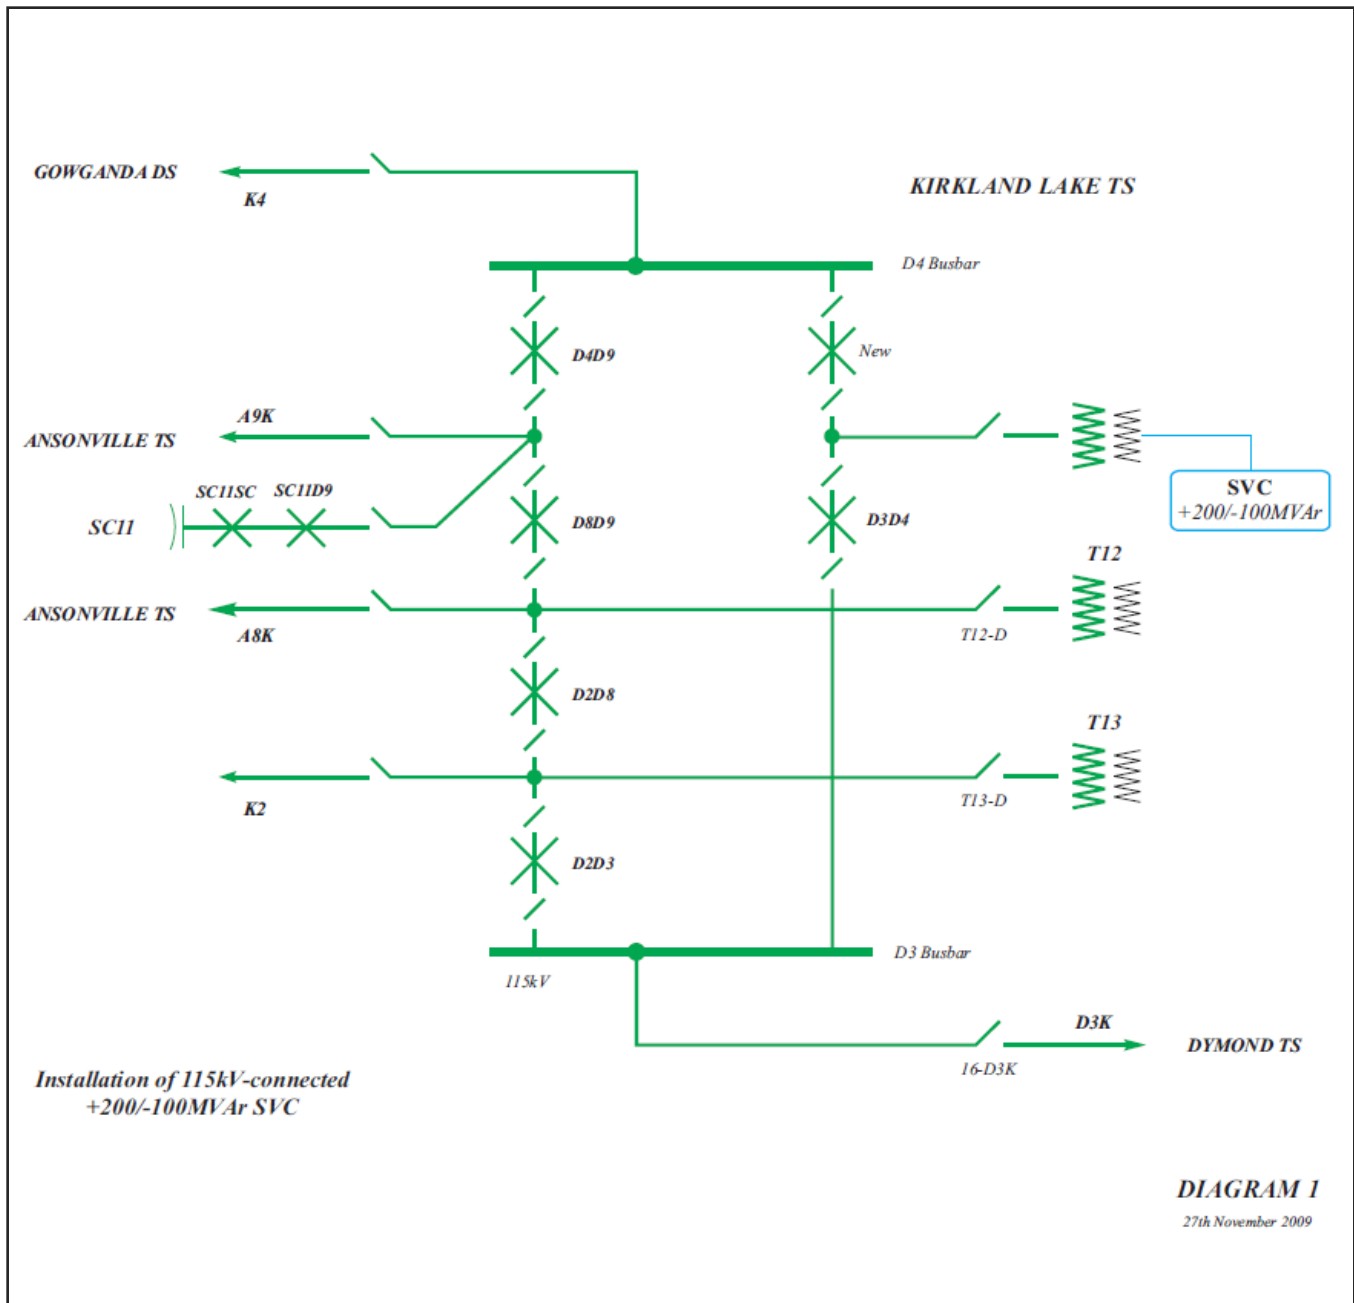 GOWGANDA DS
K4
KIRKLAND LAKE TS
D4 Busbar
D4D9
New
A9K
ANSONVILLE TS
SC11SC
SC11D9
SC11
D8D9
D3D4
SVC
+200/-100MVAr
T12
ANSONVILLE TS
A8K
T12-D
D2D8
T13
K2
T13-D
D2D3
D3 Busbar
115kV
D3K
DYMOND TS
16-D3K
Installation of 115kV-connected
+200/-100MVAr SVC
DIAGRAM 1
27th November 2009